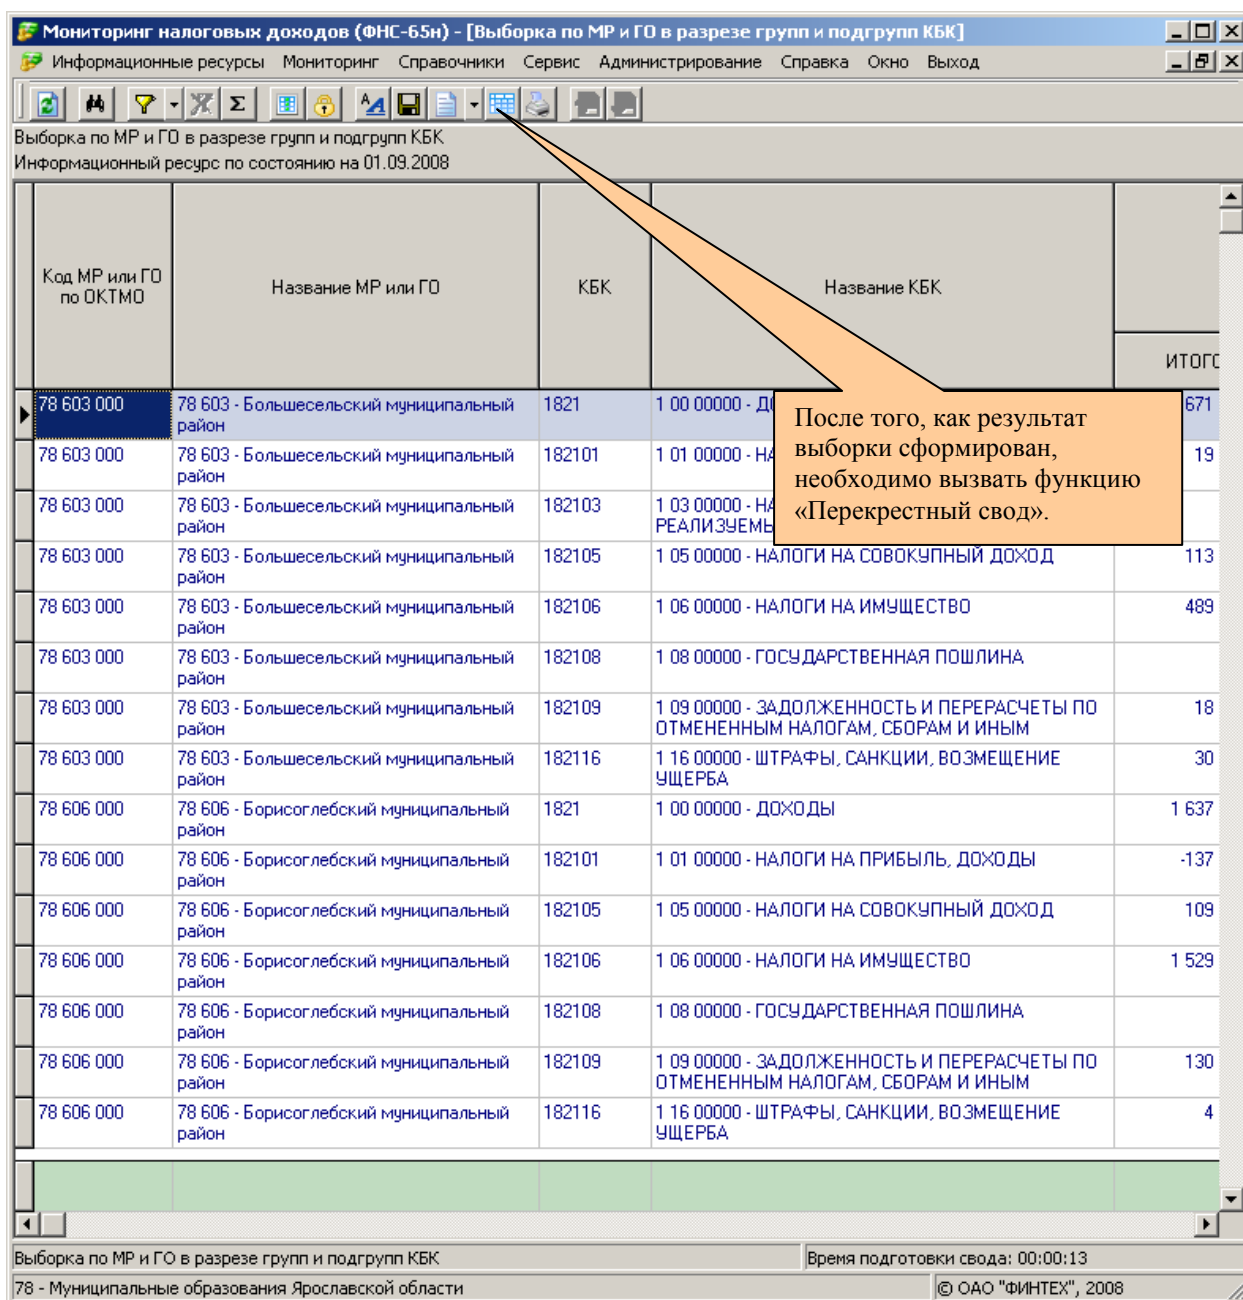 Мониторинг налоговых доходов (ФНС-65н) - [Выборка по МР и ГО в разрезе групп и подгрупп КБК]
Информационные ресурсы Мониторинг Справочники Сервис Администрирование Справка Окно Выход
Выборка по МР и ГО в разрезе групп и подгрупп КБК
Информационный ресурс по состоянию на 01.09.2008
Код МР или ГО по ОКТМО Название МР или ГО КБК Название КБК
ИТОГО
78 603 000 78 603 - Большесельский муниципальный район 1821 1 00 00000 - ДО 671
После того, как результат
выборки сформирован,
необходимо вызвать функцию
«Перекрестный свод».
78 603 000 78 603 - Большесельский муниципальный район 182101 1 01 00000 - НА 19
78 603 000 78 603 - Большесельский муниципальный район 182103 1 03 00000 - НА РЕАЛИЗУЕМЫ
78 603 000 78 603 - Большесельский муниципальный район 182105 1 05 00000 - НАЛОГИ НА СОВОКУПНЫЙ ДОХОД 113
78 603 000 78 603 - Большесельский муниципальный район 182106 1 06 00000 - НАЛОГИ НА ИМУЩЕСТВО 489
78 603 000 78 603 - Большесельский муниципальный район 182108 1 08 00000 - ГОСУДАРСТВЕННАЯ ПОШЛИНА
78 603 000 78 603 - Большесельский муниципальный район 182109 1 09 00000 - ЗАДОЛЖЕННОСТЬ И ПЕРЕРАСЧЕТЫ ПО ОТМЕНЕННЫМ НАЛОГАМ, СБОРАМ И ИНЫМ 18
78 603 000 78 603 - Большесельский муниципальный район 182116 1 16 00000 - ШТРАФЫ, САНКЦИИ, ВОЗМЕЩЕНИЕ УЩЕРБА 30
78 606 000 78 606 - Борисоглебский муниципальный район 1821 1 00 00000 - ДОХОДЫ 1 637
78 606 000 78 606 - Борисоглебский муниципальный район 182101 1 01 00000 - НАЛОГИ НА ПРИБЫЛЬ, ДОХОДЫ -137
78 606 000 78 606 - Борисоглебский муниципальный район 182105 1 05 00000 - НАЛОГИ НА СОВОКУПНЫЙ ДОХОД 109
78 606 000 78 606 - Борисоглебский муниципальный район 182106 1 06 00000 - НАЛОГИ НА ИМУЩЕСТВО 1 529
78 606 000 78 606 - Борисоглебский муниципальный район 182108 1 08 00000 - ГОСУДАРСТВЕННАЯ ПОШЛИНА
78 606 000 78 606 - Борисоглебский муниципальный район 182109 1 09 00000 - ЗАДОЛЖЕННОСТЬ И ПЕРЕРАСЧЕТЫ ПО ОТМЕНЕННЫМ НАЛОГАМ, СБОРАМ И ИНЫМ 130
78 606 000 78 606 - Борисоглебский муниципальный район 182116 1 16 00000 - ШТРАФЫ, САНКЦИИ, ВОЗМЕЩЕНИЕ УЩЕРБА 4
Выборка по МР и ГО в разрезе групп и подгрупп КБК Время подготовки свода: 00:00:13
78 - Муниципальные образования Ярославской области © ОАО "ФИНТЕХ", 2008